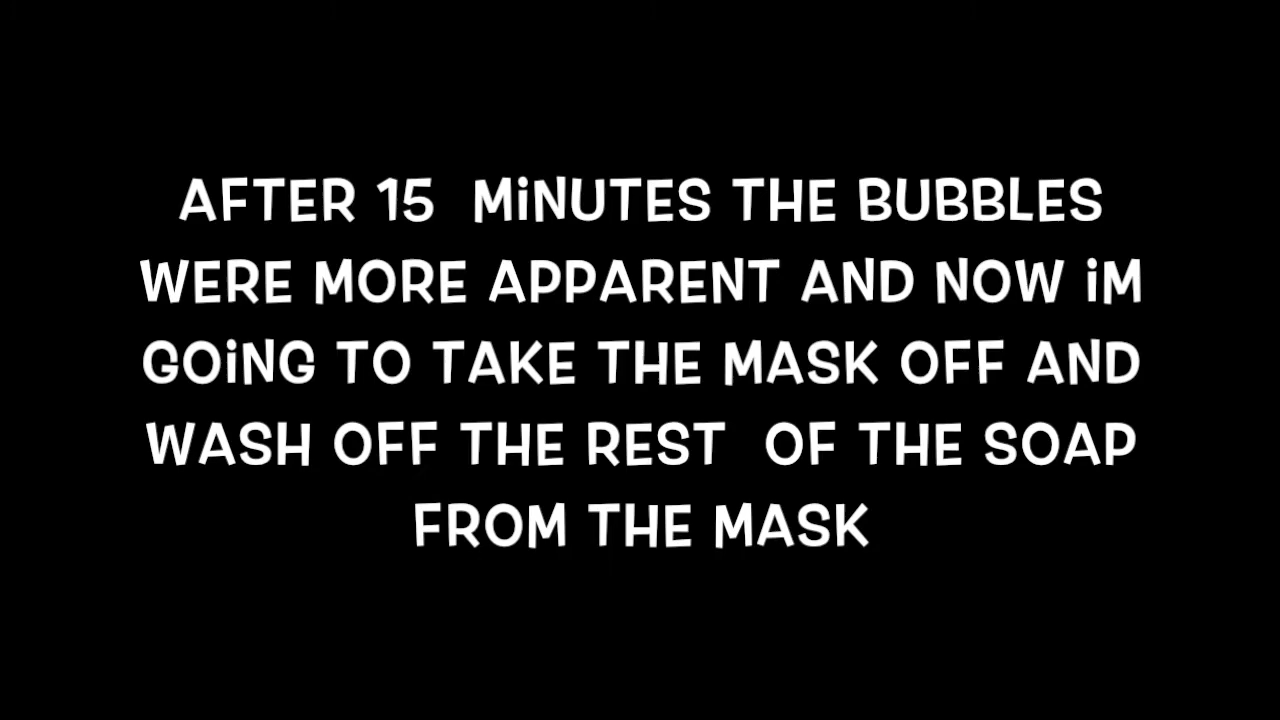 AFTER 15  MiNUTES THE BUBBLES
WERE MORE APPARENT AND NOW iM
GOiNG TO TAKE THE MASK OFF AND
WASH OFF THE REST  OF THE SOAP
FROM THE MASK